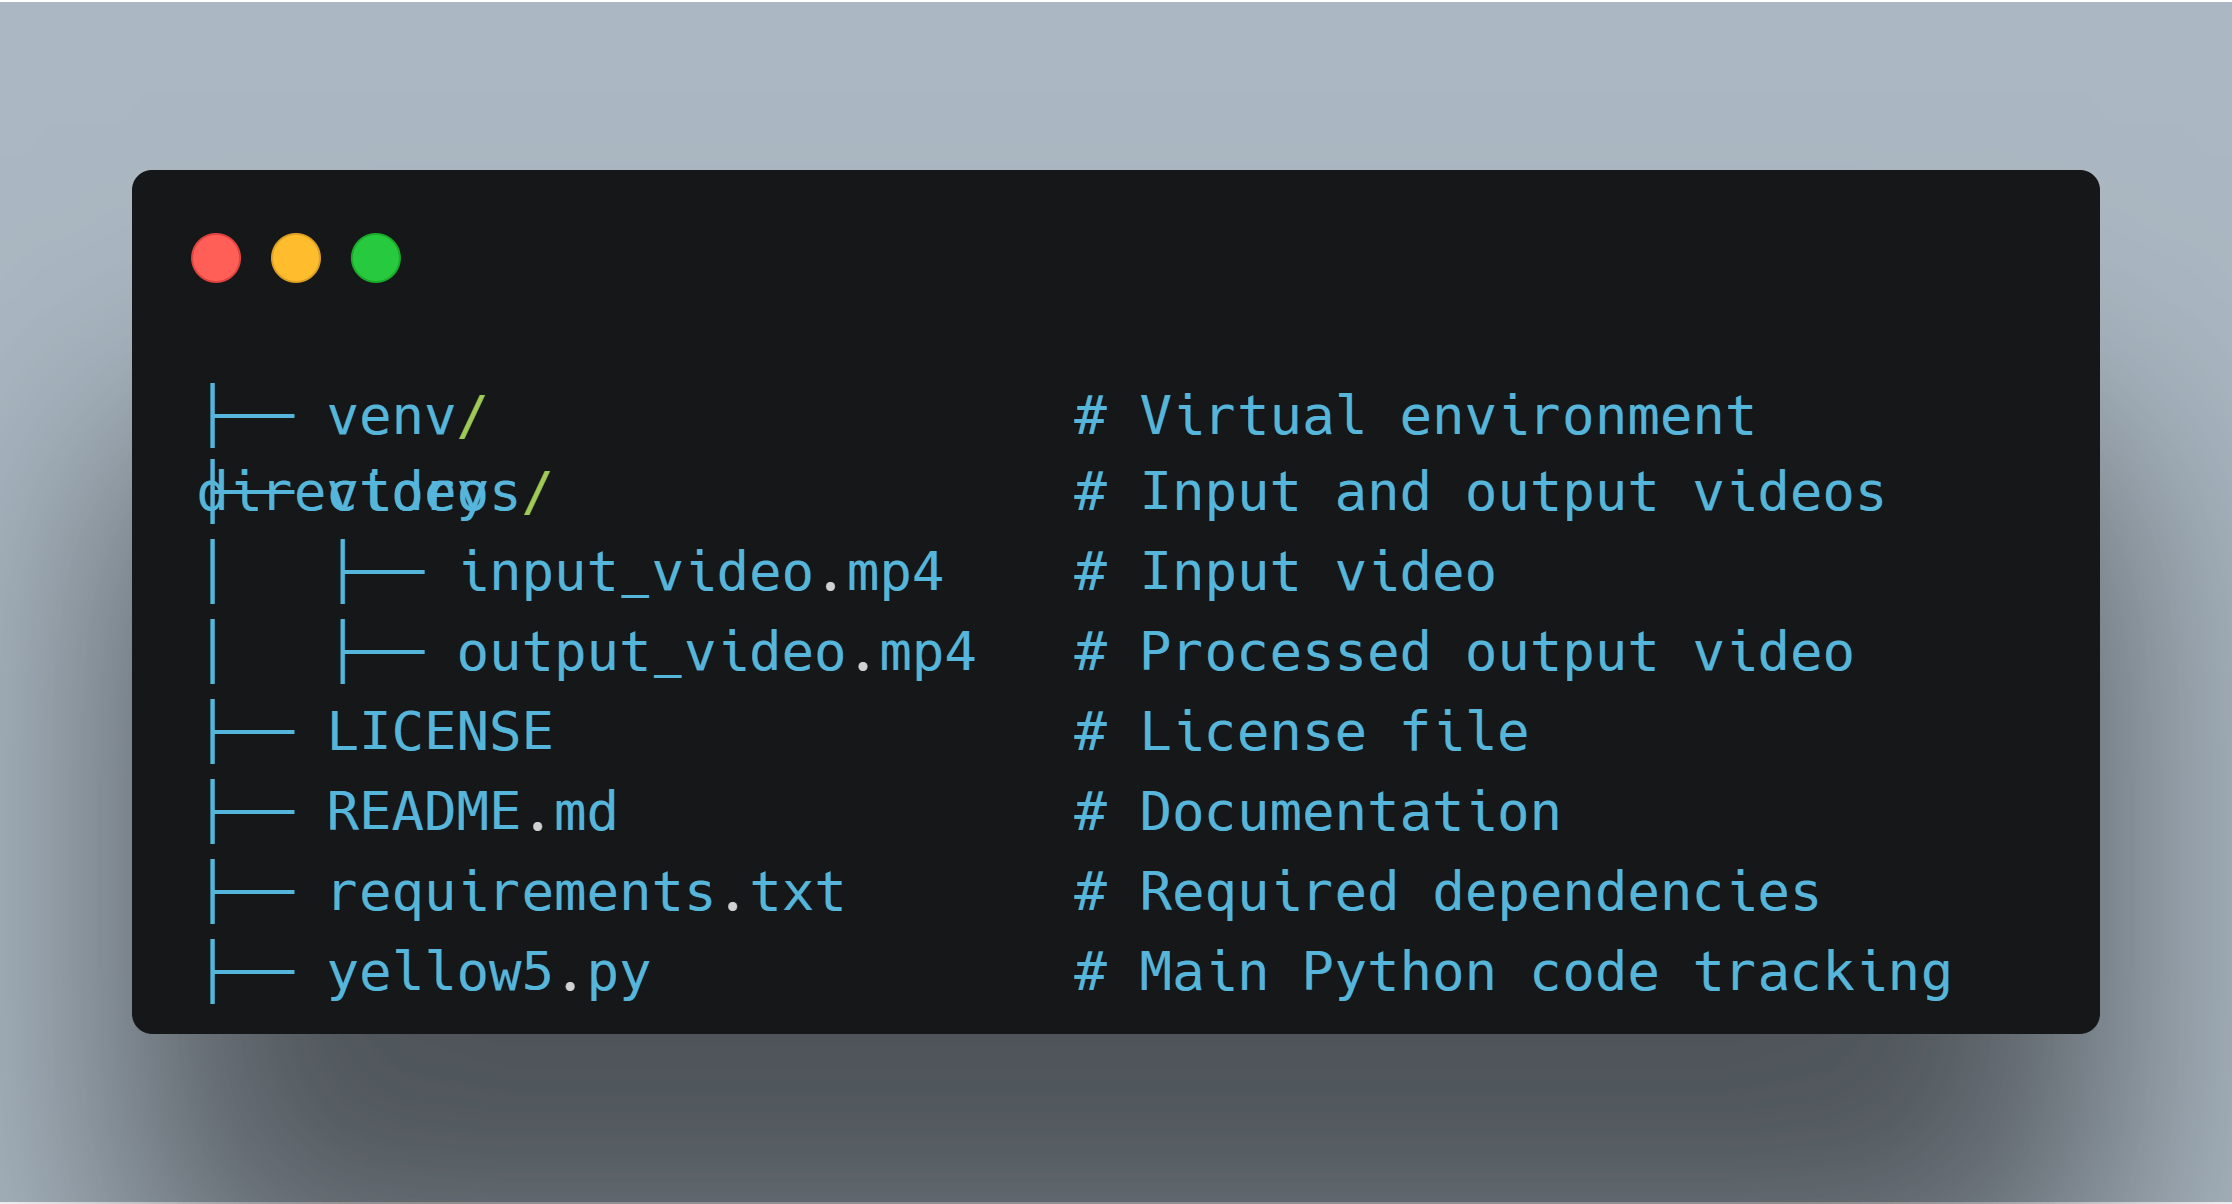 ├── venv/                       # Virtual environment
directory
├── videos/                     # Input and output videos
│   ├── input_video.mp4    # Input video
│   ├── output_video.mp4   # Processed output video
├── LICENSE                # License file
├── README.md              # Documentation
├── requirements.txt       # Required dependencies
├── yellow5.py             # Main Python code tracking